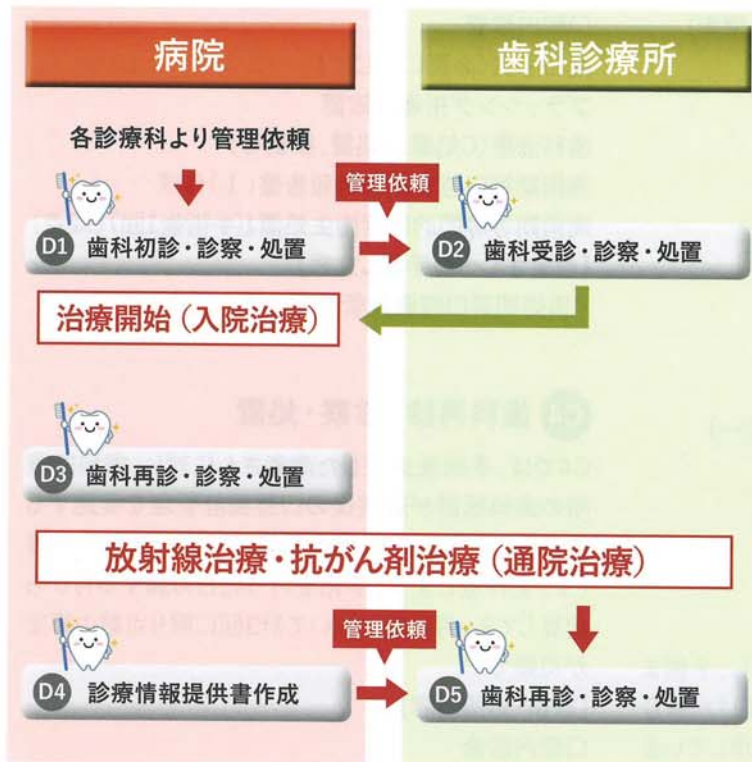 病院
歯科診療所
各診療科より管理依頼
管理依頼
D1 歯科初診・診察・処置
D2 歯科受診・診察・処置
治療開始（入院治療）
D3 歯科再診・診察・処置
放射線治療・抗がん剤治療（通院治療）
管理依頼
D4 診療情報提供書作成
D5 歯科再診・診察・処置